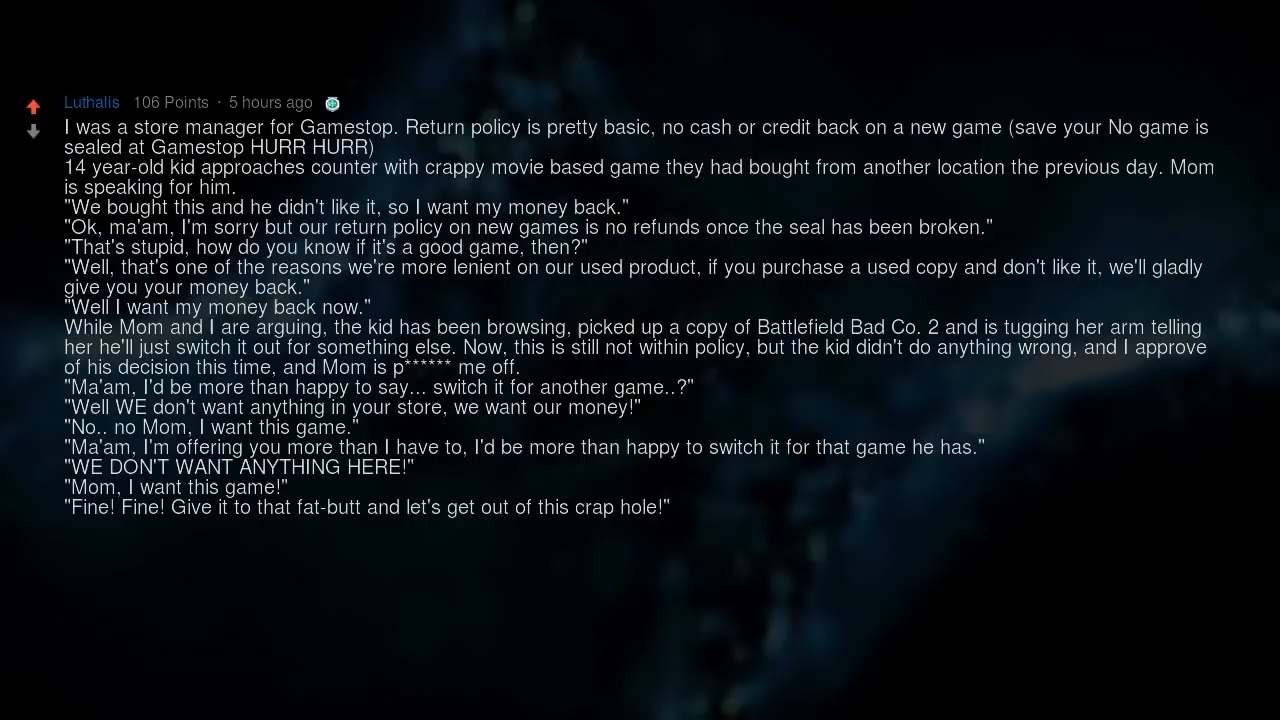 Luthalis 106 Points · 5 hours ago
I was a store manager for Gamestop. Return policy is pretty basic, no cash or credit back on a new game (save your No game is
sealed at Gamestop HURR HURR)
14 year-old kid approaches counter with crappy movie based game they had bought from another location the previous day. Mom
is speaking for him.
"We bought this and he didn't like it, so I want my money back."
"Ok, ma'am, I'm sorry but our return policy on new games is no refunds once the seal has been broken."
"That's stupid, how do you know if it's a good game, then?"
"Well, that's one of the reasons we're more lenient on our used product, if you purchase a used copy and don't like it, we'll gladly
give you your money back."
"Well I want my money back now."
While Mom and I are arguing, the kid has been browsing, picked up a copy of Battlefield Bad Co. 2 and is tugging her arm telling
her he'll just switch it out for something else. Now, this is still not within policy, but the kid didn't do anything wrong, and I approve
of his decision this time, and Mom is p****** me off.
"Ma'am, I'd be more than happy to say... switch it for another game..?"
"Well WE don't want anything in your store, we want our money!"
"No.. no Mom, I want this game."
"Ma'am, I'm offering you more than I have to, I'd be more than happy to switch it for that game he has."
"WE DON'T WANT ANYTHING HERE!"
"Mom, I want this game!"
"Fine! Fine! Give it to that fat-butt and let's get out of this crap hole!"